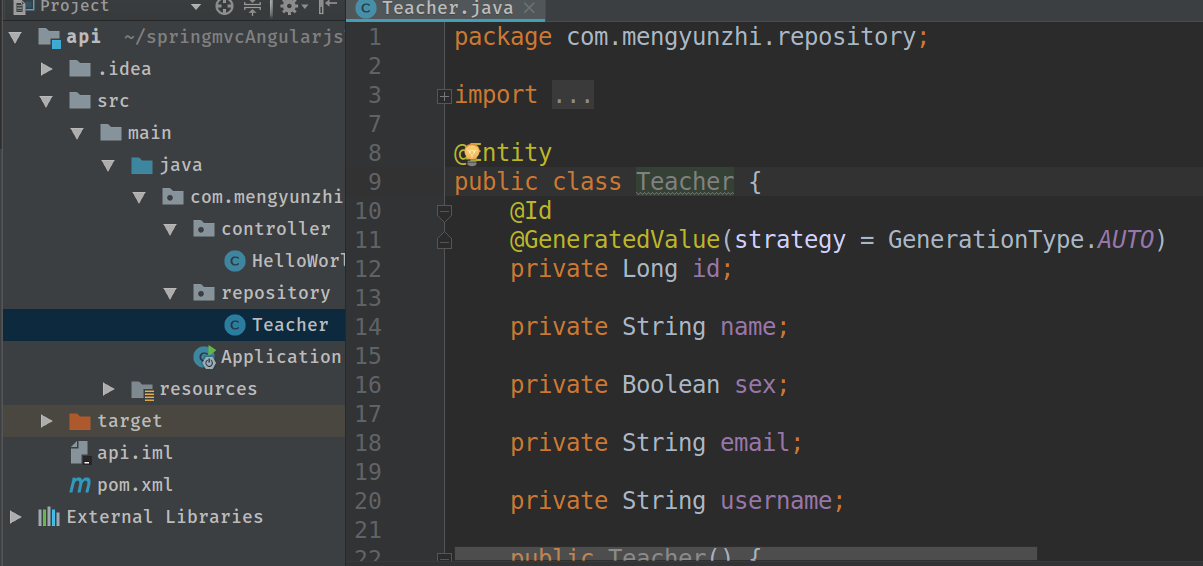 Project
api ~/springmvcAngularjs
.idea
src
main
java
com.mengyunzhi
controller
HelloWorl
repository
Teacher
Application
resources
target
api.iml
pom.xml
External Libraries
Teacher.java
1 package com.mengyunzhi.repository;
2
3 import ...
7
8 @Entity
9 public class Teacher {
10 @Id
11 @GeneratedValue(strategy = GenerationType.AUTO)
12 private Long id;
13
14 private String name;
15
16 private Boolean sex;
17
18 private String email;
19
20 private String username;
21
22 public Teacher() {